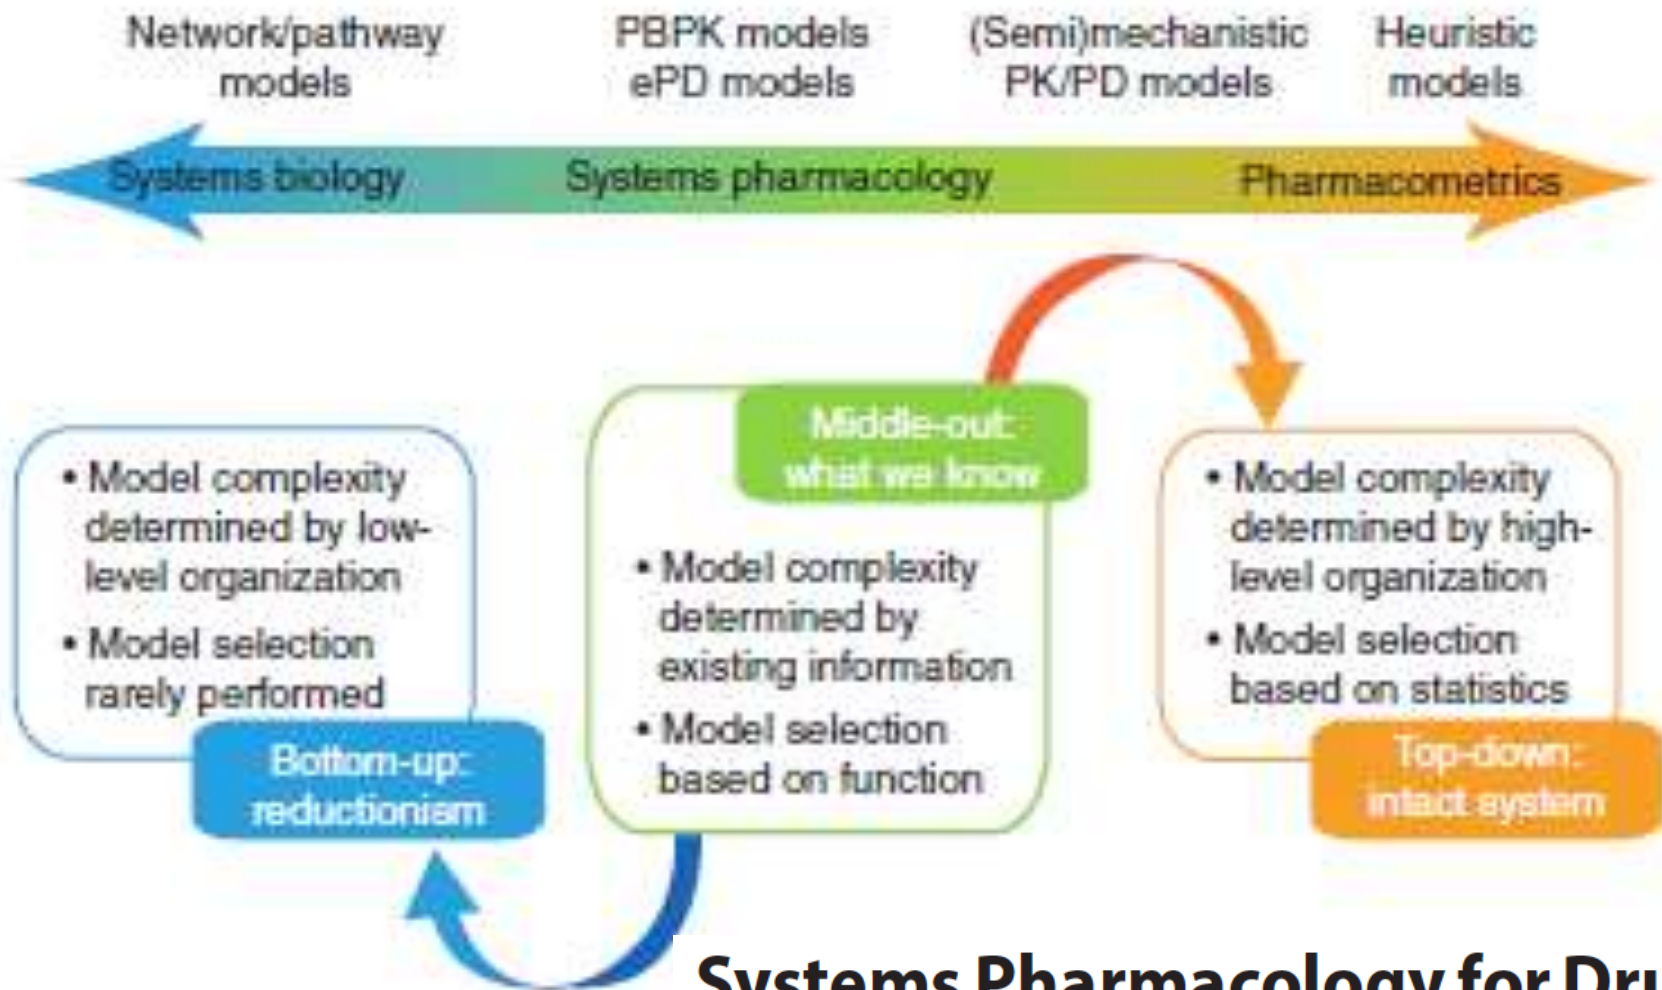 Network/pathway
models
PBPK models
ePD models
(Semi)mechanistic
PK/PD models
Heuristic
models
Systems biology
Systems pharmacology
Pharmacometrics
• Model complexity
determined by low-
level organization
• Model selection
rarely performed
Bottom-up:
reductionism
Middle-out:
what we know
• Model complexity
determined by
existing information
• Model selection
based on function
• Model complexity
determined by high-
level organization
• Model selection
based on statistics
Top-down:
intact system
Systems Pharmacology for Dru